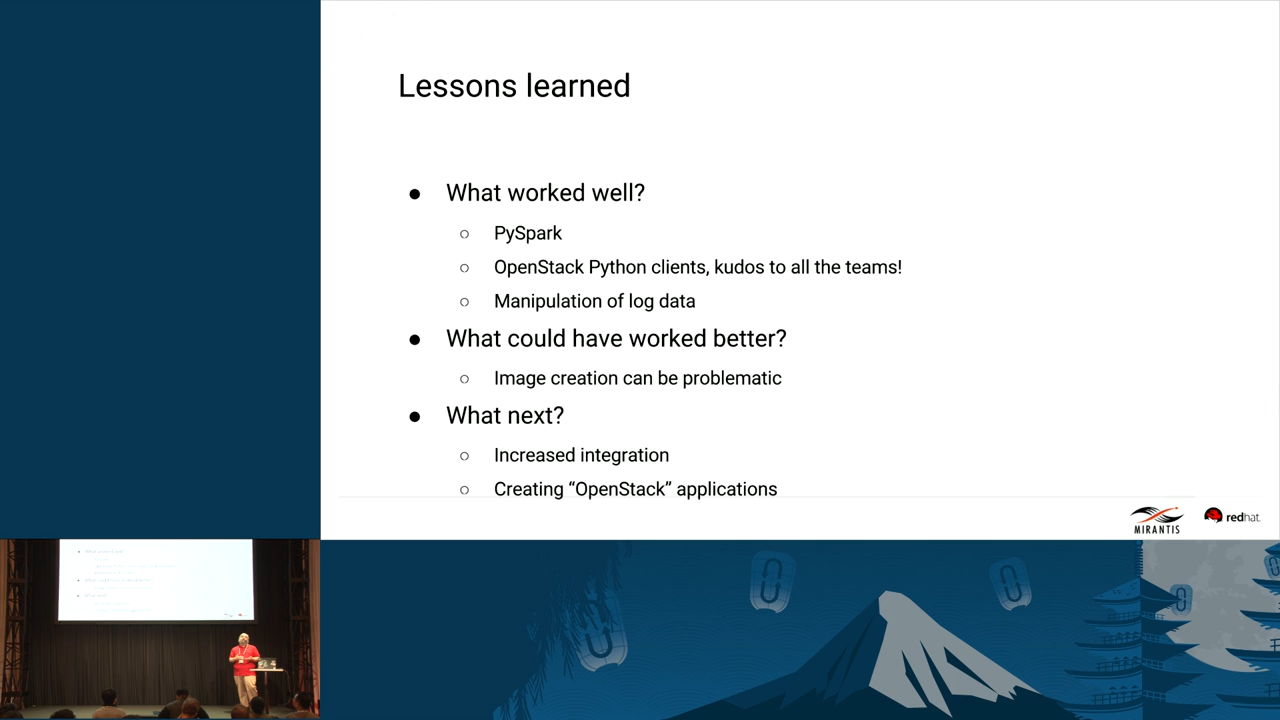 Lessons learned
● What worked well?
○ PySpark
○ OpenStack Python clients, kudos to all the teams!
○ Manipulation of log data
● What could have worked better?
○ Image creation can be problematic
● What next?
○ Increased integration
○ Creating “OpenStack” applications
MIRANTIS
redhat.